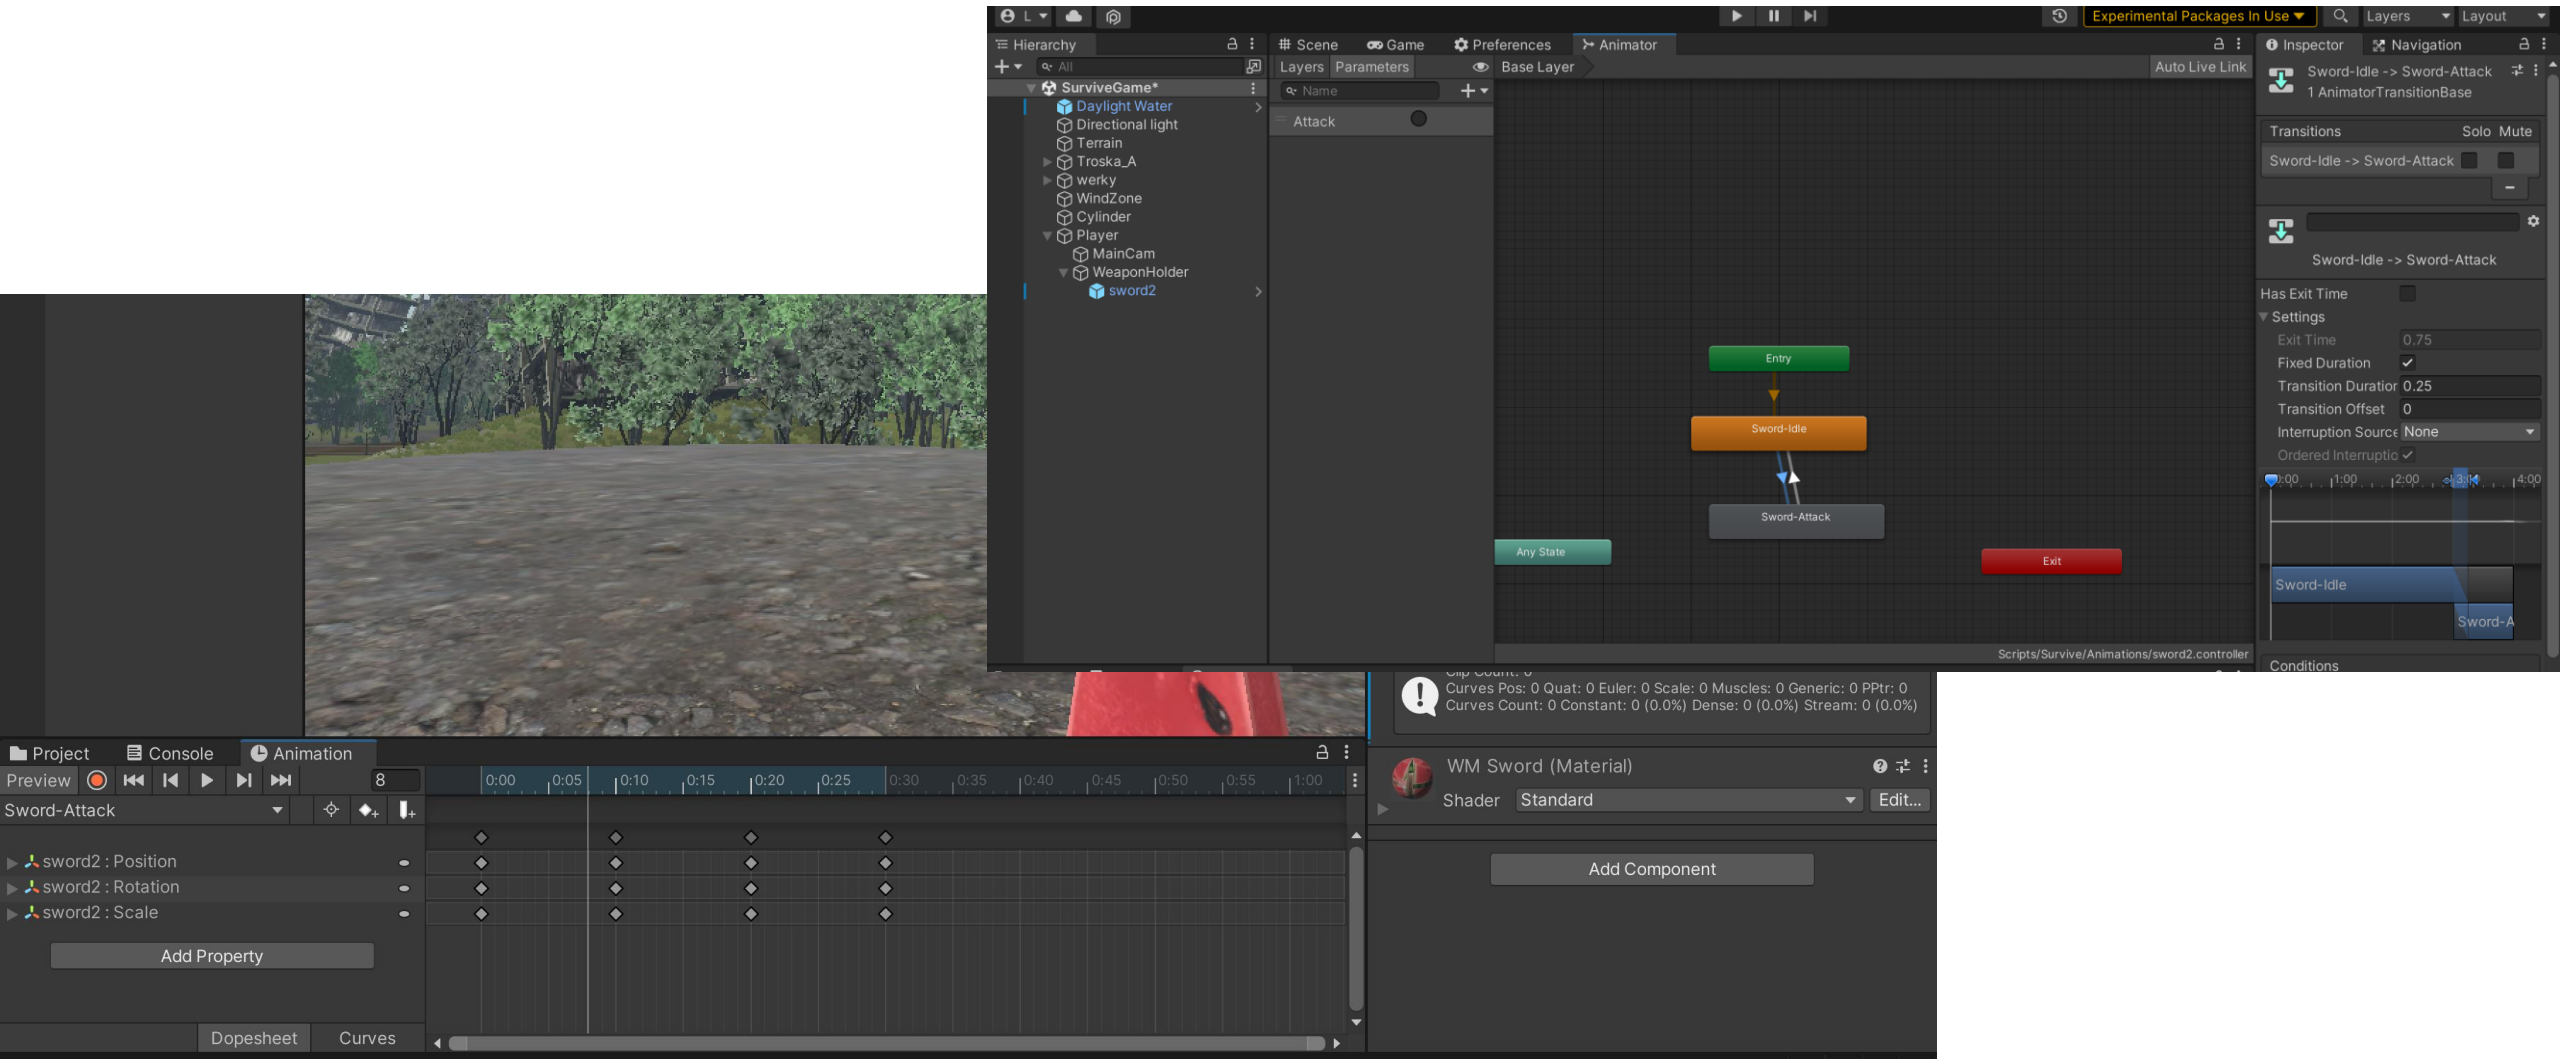 L
Experimental Packages In Use
Layers
Layout
Hierarchy
Scene
Game
Preferences
Animator
Inspector
Navigation
All
Layers
Parameters
Base Layer
Auto Live Link
Sword-Idle -> Sword-Attack
1 AnimatorTransitionBase
SurviveGame*
Name
Daylight Water
Attack
Directional light
Transitions
Solo
Mute
Terrain
Troska_A
Sword-Idle -> Sword-Attack
werky
WindZone
Cylinder
Player
MainCam
Sword-Idle -> Sword-Attack
WeaponHolder
sword2
Has Exit Time
Settings
Exit Time
0.75
Entry
Fixed Duration
Transition Duration
0.25
Transition Offset
0
Sword-Idle
Interruption Source
None
Ordered Interruptio
:00
1:00
2:00
4:00
Sword-Attack
Any State
Exit
Sword-Idle
Sword-A
Scripts/Survive/Animations/sword2.controller
Conditions
Clip Count: 0
Curves Pos: 0 Quat: 0 Euler: 0 Scale: 0 Muscles: 0 Generic: 0 PPtr: 0
Curves Count: 0 Constant: 0 (0.0%) Dense: 0 (0.0%) Stream: 0 (0.0%)
Project
Console
Animation
WM Sword (Material)
Preview
8
0:00
0:05
0:10
0:15
0:20
0:25
0:30
0:35
0:40
0:45
0:50
0:55
1:00
Shader
Standard
Edit...
Sword-Attack
sword2 : Position
sword2 : Rotation
sword2 : Scale
Add Component
Add Property
Dopesheet
Curves